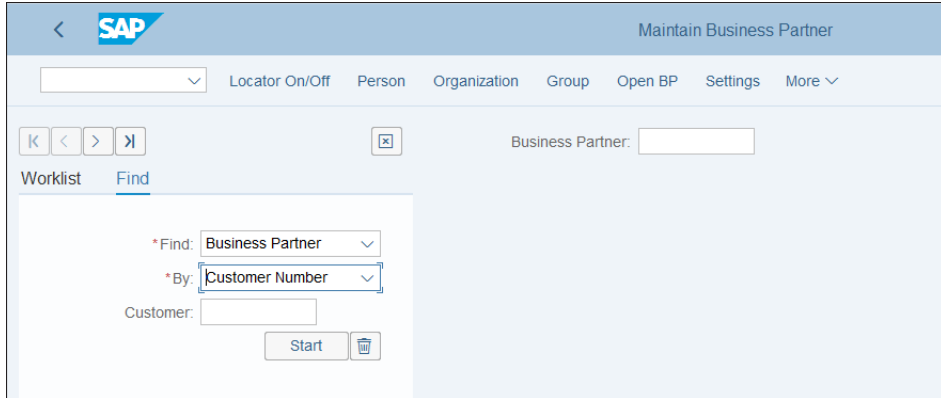 SAP Maintain Business Partner
Locator On/Off Person Organization Group Open BP Settings More
Business Partner:
Worklist Find
*Find: Business Partner
*By: Customer Number
Customer:
Start